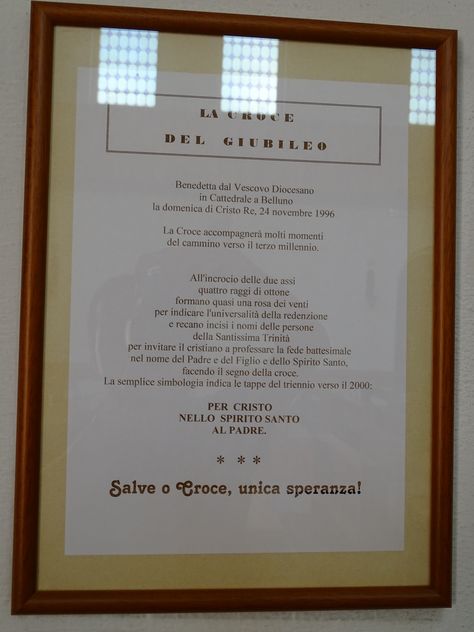 LA CROCE
DEL GIUBILEO
Benedetta dal Vescovo Diocesano
in Cattedrale a Belluno
la domenica di Cristo Re, 24 novembre 1996
La Croce accompagnerà molti momenti
del cammino verso il terzo millennio.
All'incrocio delle due assi
quattro raggi di ottone
formano quasi una rosa dei venti
per indicare l'universalità della redenzione
e recano incisi i nomi delle persone
della Santissima Trinità
per invitare il cristiano a professare la fede battesimale
nel nome del Padre e del Figlio e dello Spirito Santo,
facendo il segno della croce.
La semplice simbologia indica le tappe del triennio verso il 2000:
PER CRISTO
NELLO SPIRITO SANTO
AL PADRE.
* * *
Salve o Croce, unica speranza!